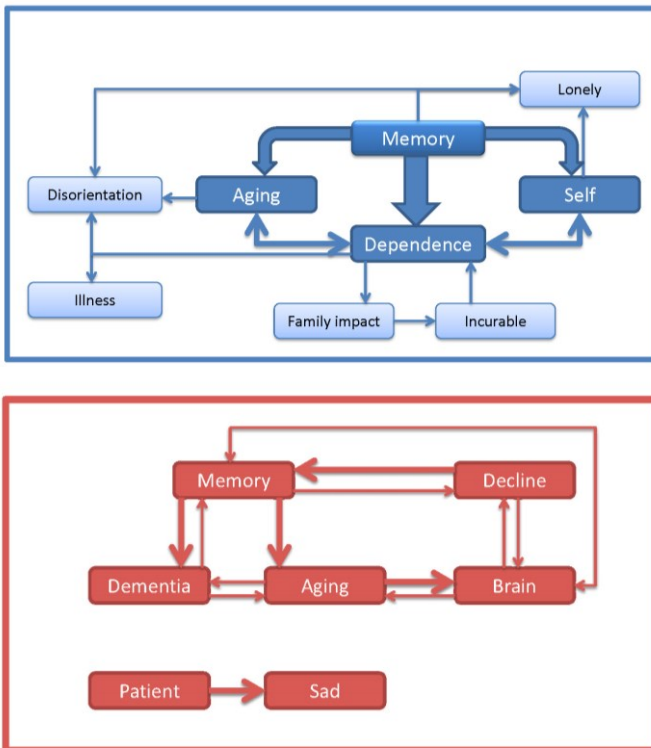 Lonely
Memory
Disorientation
Aging
Self
Dependence
Illness
Family impact
Incurable
Memory
Decline
Dementia
Aging
Brain
Patient
Sad